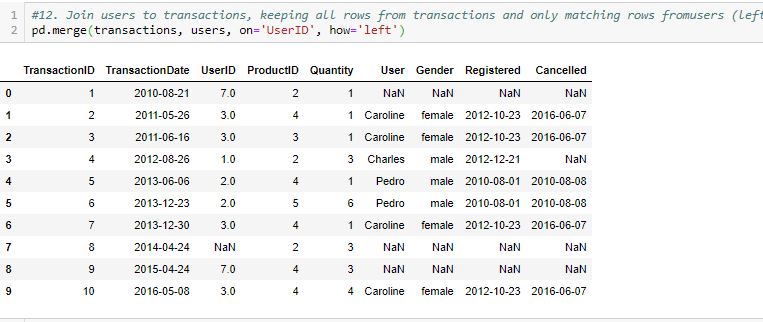 1 #12. Join users to transactions, keeping all rows from transactions and only matching rows fromusers (left
2 pd.merge(transactions, users, on='UserID', how='left')
TransactionID TransactionDate UserID ProductID Quantity User Gender Registered Cancelled
0 1 2010-08-21 7.0 2 1 NaN NaN NaN NaN
1 2 2011-05-26 3.0 4 1 Caroline female 2012-10-23 2016-06-07
2 3 2011-06-16 3.0 3 1 Caroline female 2012-10-23 2016-06-07
3 4 2012-08-26 1.0 2 3 Charles male 2012-12-21 NaN
4 5 2013-06-06 2.0 4 1 Pedro male 2010-08-01 2010-08-08
5 6 2013-12-23 2.0 5 6 Pedro male 2010-08-01 2010-08-08
6 7 2013-12-30 3.0 4 1 Caroline female 2012-10-23 2016-06-07
7 8 2014-04-24 NaN 2 3 NaN NaN NaN NaN
8 9 2015-04-24 7.0 4 3 NaN NaN NaN NaN
9 10 2016-05-08 3.0 4 4 Caroline female 2012-10-23 2016-06-07